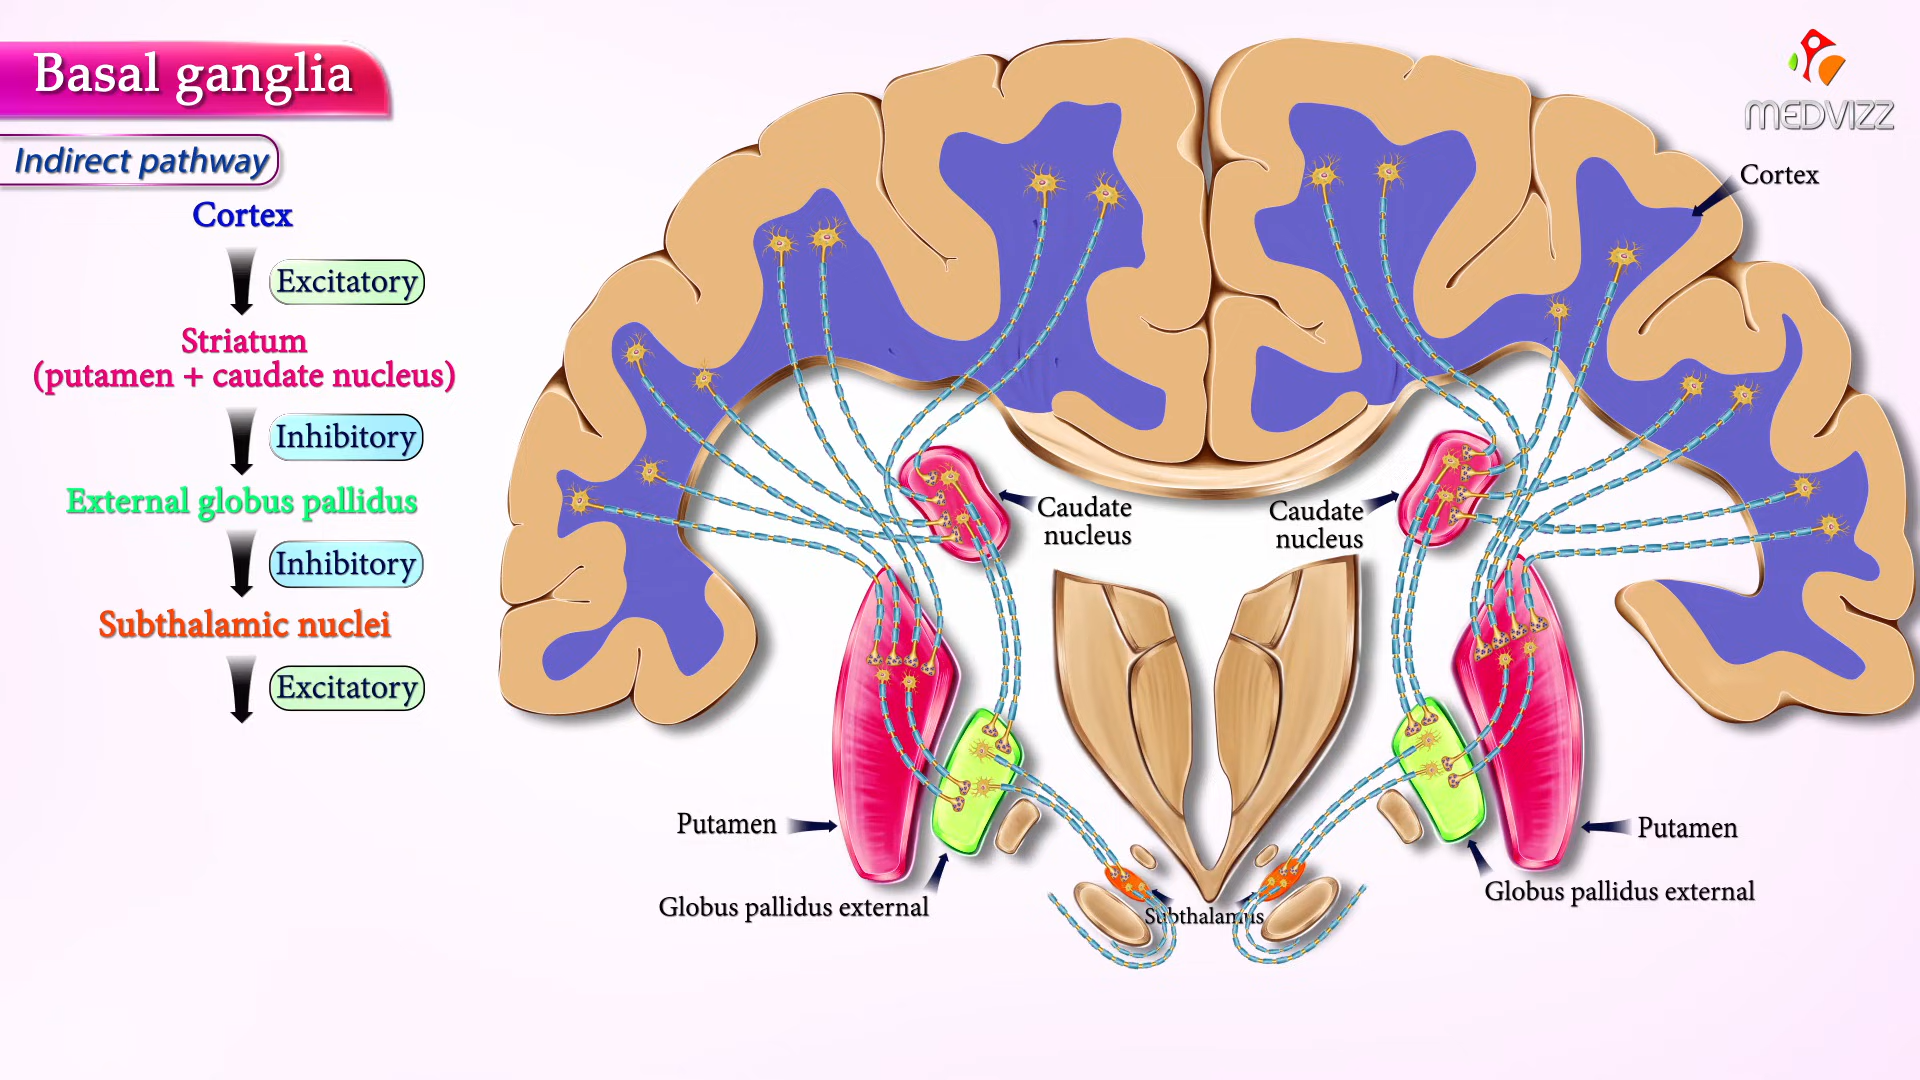 Basal ganglia
Indirect pathway
Cortex
Excitatory
Striatum
(putamen + caudate nucleus)
Inhibitory
External globus pallidus
Inhibitory
Subthalamic nuclei
Excitatory
MEDVIZZ
Cortex
Caudate
nucleus
Caudate
nucleus
Putamen
Globus pallidus external
Subthalamus
Putamen
Globus pallidus external